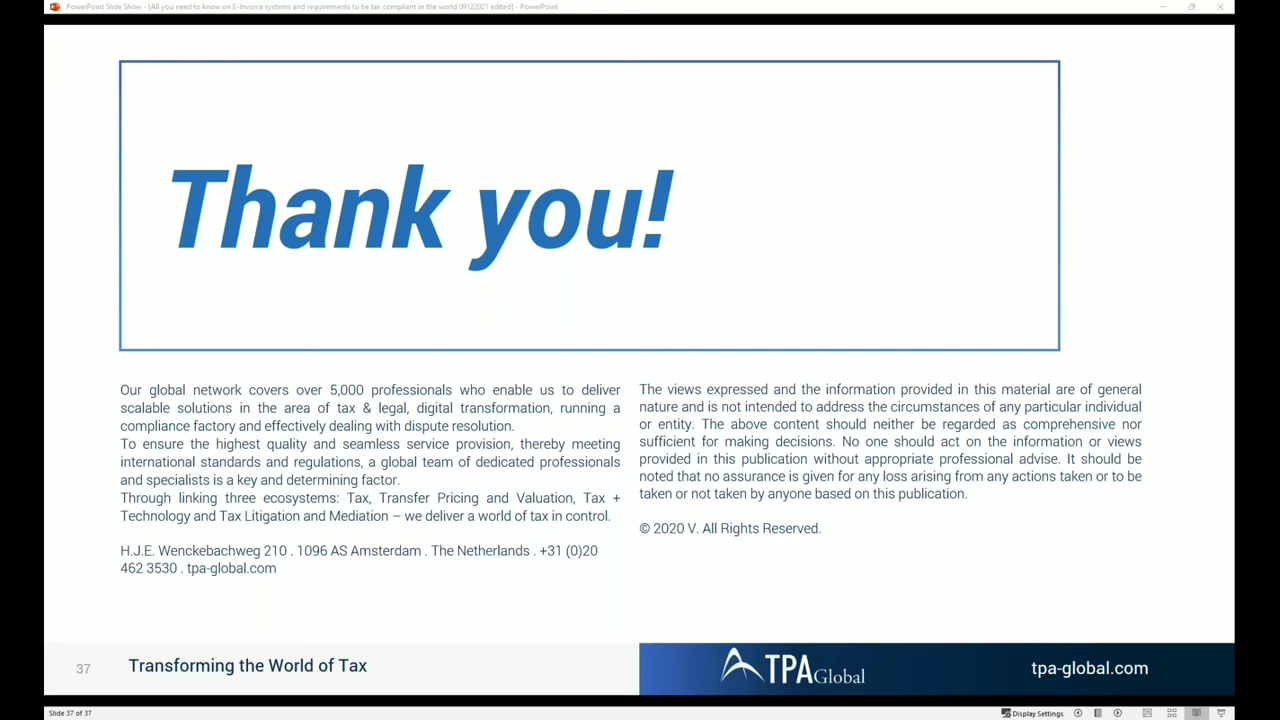 PowerPoint Slide Show - [All you need to know on E-Invoice systems and requirements to be tax compliant in the world 09122021 edited] - PowerPoint
Thank you!
Our global network covers over 5,000 professionals who enable us to deliver
scalable solutions in the area of tax & legal, digital transformation, running a
compliance factory and effectively dealing with dispute resolution.
To ensure the highest quality and seamless service provision, thereby meeting
international standards and regulations, a global team of dedicated professionals
and specialists is a key and determining factor.
Through linking three ecosystems: Tax, Transfer Pricing and Valuation, Tax +
Technology and Tax Litigation and Mediation – we deliver a world of tax in control.
H.J.E. Wenckebachweg 210 . 1096 AS Amsterdam . The Netherlands . +31 (0)20
462 3530 . tpa-global.com
The views expressed and the information provided in this material are of general
nature and is not intended to address the circumstances of any particular individual
or entity. The above content should neither be regarded as comprehensive nor
sufficient for making decisions. No one should act on the information or views
provided in this publication without appropriate professional advise. It should be
noted that no assurance is given for any loss arising from any actions taken or to be
taken or not taken by anyone based on this publication.
© 2020 V. All Rights Reserved.
37
Transforming the World of Tax
TPA Global
tpa-global.com
Slide 37 of 37
Display Settings